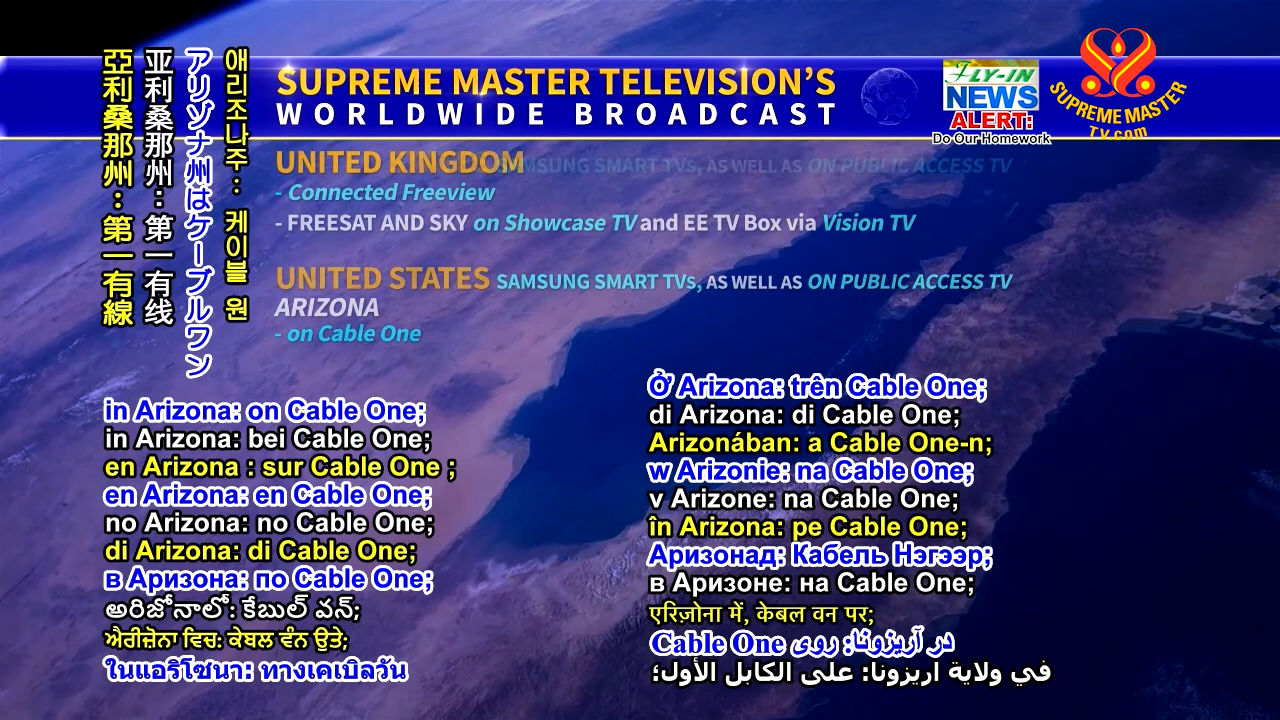 SUPREME MASTER TELEVISION'S
WORLDWIDE BROADCAST
FLY-IN
NEWS
ALERT:
Do Our Homework
SUPREME MASTER
TV.com
亞利桑那州：第一有線
亚利桑那州：第一有线
アリゾナ州はケーブルワン
애리조나주: 케이블 원
UNITED KINGDOM
SAMSUNG SMART TVs, AS WELL AS ON PUBLIC ACCESS TV
- Connected Freeview
- FREESAT AND SKY on Showcase TV and EE TV Box via Vision TV
UNITED STATES SAMSUNG SMART TVs, AS WELL AS ON PUBLIC ACCESS TV
ARIZONA
- on Cable One
in Arizona: on Cable One;
in Arizona: bei Cable One;
en Arizona : sur Cable One ;
en Arizona: en Cable One;
no Arizona: no Cable One;
di Arizona: di Cable One;
в Аризона: по Cable One;
అరిజోనాలో: కేబుల్ వన్;
ਐਰੀਜ਼ੋਨਾ ਵਿਚ: ਕੇਬਲ ਵੰਨ ਉਤੇ;
ในแอริโซนา: ทางเคเบิลวัน
Ở Arizona: trên Cable One;
di Arizona: di Cable One;
Arizonában: a Cable One-n;
w Arizonie: na Cable One;
v Arizone: na Cable One;
în Arizona: pe Cable One;
Аризонад: Кабель Нэгээр;
в Аризоне: на Cable One;
एरिज़ोना में, केबल वन पर;
در آریزونا: روی Cable One
في ولاية اريزونا: على الكابل الأول؛